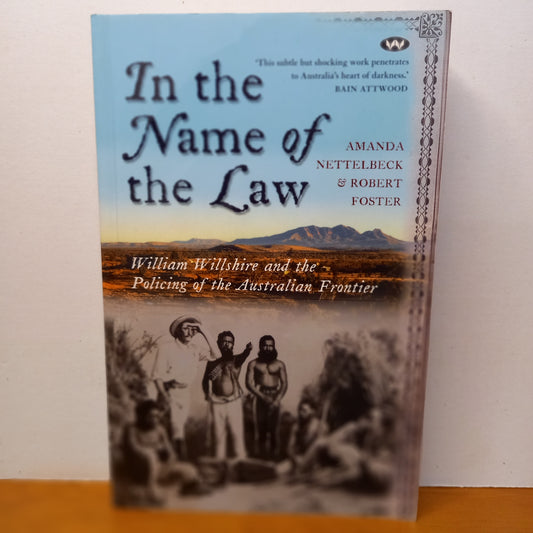 'This subtle but shocking work penetrates
to Australia's heart of darkness.'
BAIN ATTWOOD
In the
Name of
the Law
AMANDA
NETTELBECK
& ROBERT
FOSTER
William Willshire and the
Policing of the Australian Frontier